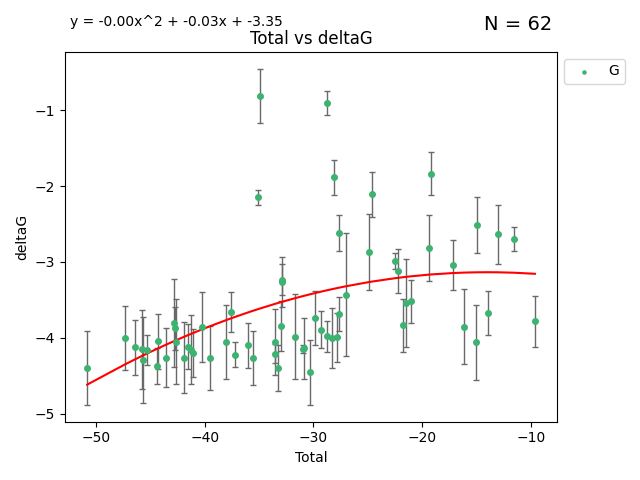 y = -0.00x^2 + -0.03x + -3.35
N = 62
Total vs deltaG
G
deltaG
−1
−2
−3
−4
−5
−50
−40
−30
−20
−10
Total